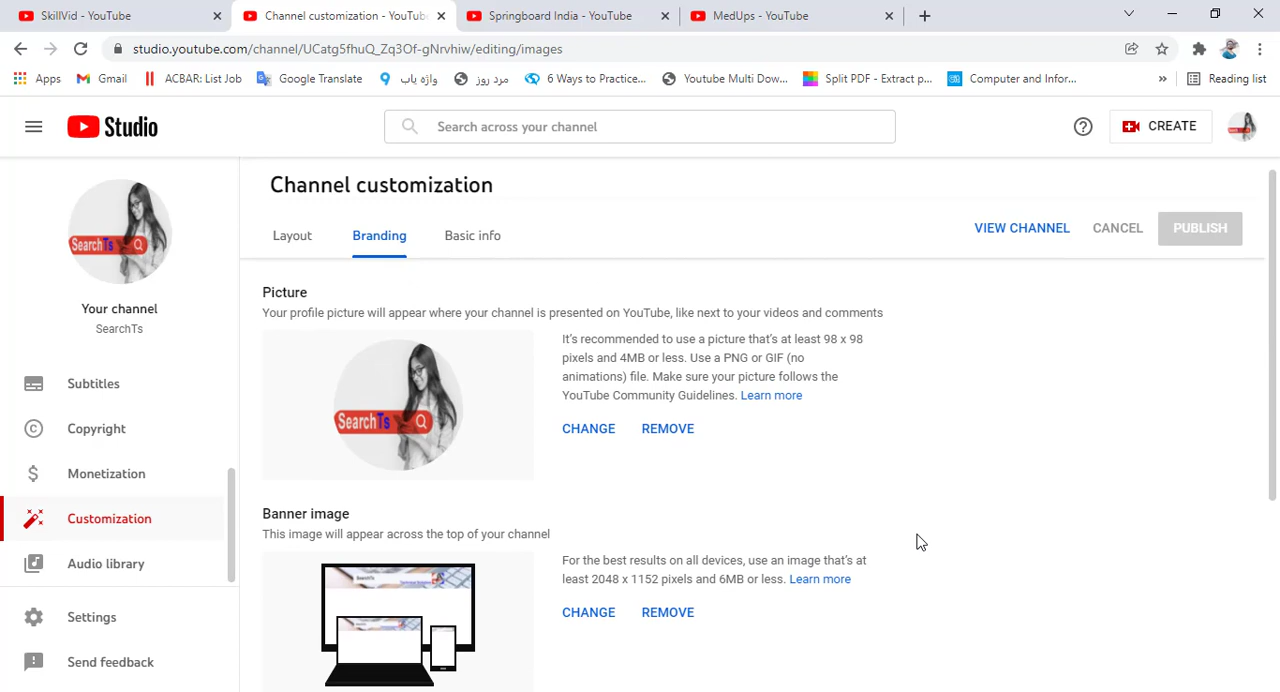 SkillVid - YouTube
Channel customization - YouTub
Springboard India - YouTube
MedUps - YouTube
studio.youtube.com/channel/UCatg5fhuQ_Zq3Of-gNrvhiw/editing/images
Apps
Gmail
ACBAR: List Job
Google Translate
واژه یاب
مرد روز
6 Ways to Practice...
Youtube Multi Dow...
Split PDF - Extract p...
Computer and Infor...
»
Reading list
Studio
Search across your channel
CREATE
SearchTs
Your channel
SearchTs
Subtitles
Copyright
Monetization
Customization
Audio library
Settings
Send feedback
Channel customization
Layout
Branding
Basic info
VIEW CHANNEL
CANCEL
PUBLISH
Picture
Your profile picture will appear where your channel is presented on YouTube, like next to your videos and comments
SearchTs
It's recommended to use a picture that's at least 98 x 98
pixels and 4MB or less. Use a PNG or GIF (no
animations) file. Make sure your picture follows the
YouTube Community Guidelines. Learn more
CHANGE
REMOVE
Banner image
This image will appear across the top of your channel
For the best results on all devices, use an image that's at
least 2048 x 1152 pixels and 6MB or less. Learn more
CHANGE
REMOVE